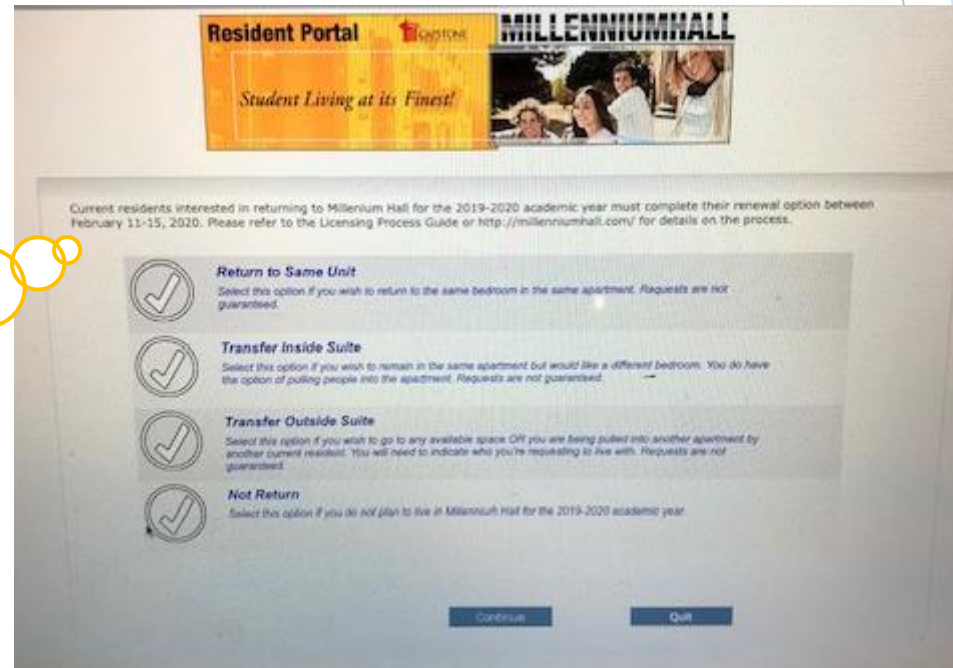 Resident Portal
CAPSTONE
MILLENNIUMHALL
Student Living at its Finest!
Current residents interested in returning to Millenium Hall for the 2019-2020 academic year must complete their renewal option between
February 11-15, 2020. Please refer to the Licensing Process Guide or http://millenniumhall.com/ for details on the process.
Return to Same Unit
Select this option if you wish to return to the same bedroom in the same apartment. Requests are not
guaranteed.
Transfer Inside Suite
Select this option if you wish to remain in the same apartment but would like a different bedroom. You do have
the option of pulling people into the apartment. Requests are not guaranteed.
Transfer Outside Suite
Select this option if you wish to go to any available space OR you are being pulled into another apartment by
another current resident. You will need to indicate who you're requesting to live with. Requests are not
guaranteed.
Not Return
Select this option if you do not plan to live in Millennium Hall for the 2019-2020 academic year.
Continue
Quit